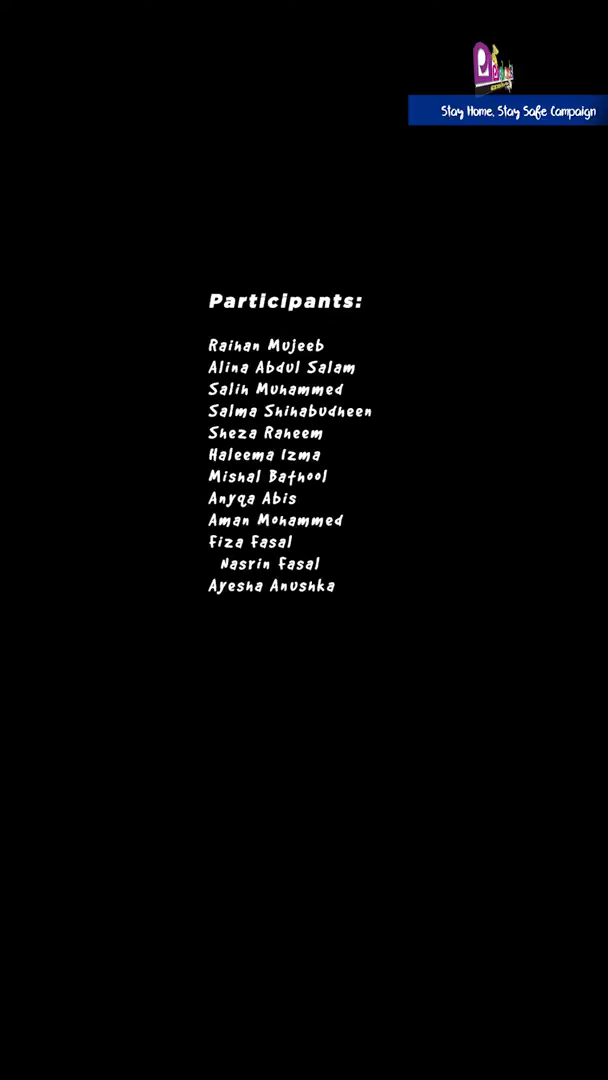 Stay Home, Stay Safe Campaign
Participants:
Raihan Mujeeb
Alina Abdul Salam
Salih Muhammed
Salma Shihabudheen
Sheza Raheem
Haleema Izma
Mishal Bathool
Anyqa Abis
Aman Mohammed
Fiza Fasal
Nasrin Fasal
Ayesha Anushka